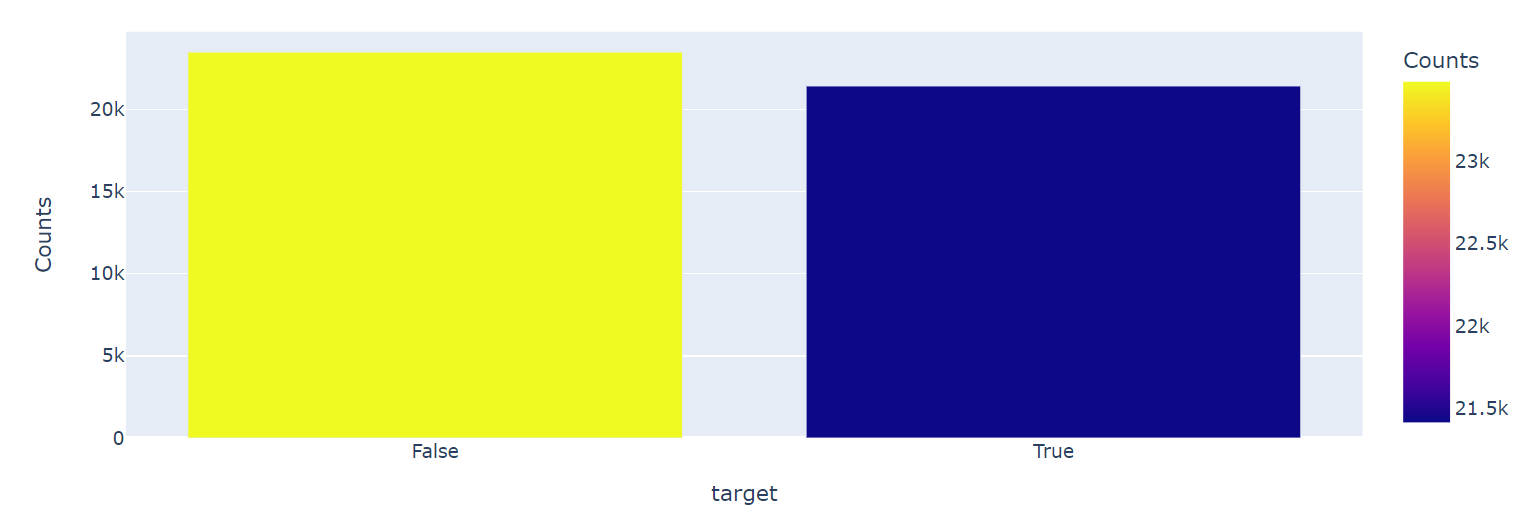 Counts
20k
15k
10k
5k
0
Counts
False
True
target
23k
22.5k
22k
21.5k